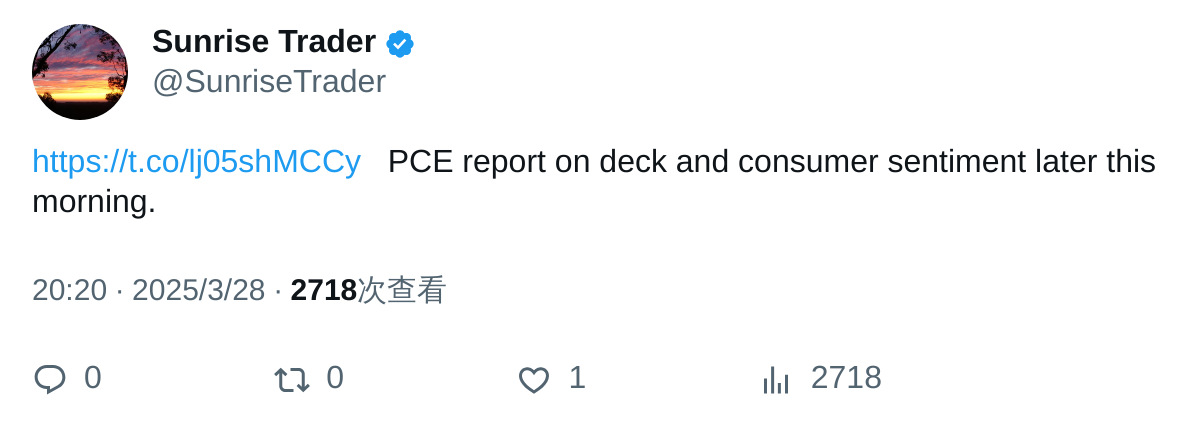 Sunrise Trader
@SunriseTrader
https://t.co/lj05shMCCy PCE report on deck and consumer sentiment later this
morning.
20:20 · 2025/3/28 · 2718次查看
0 0 1 2718